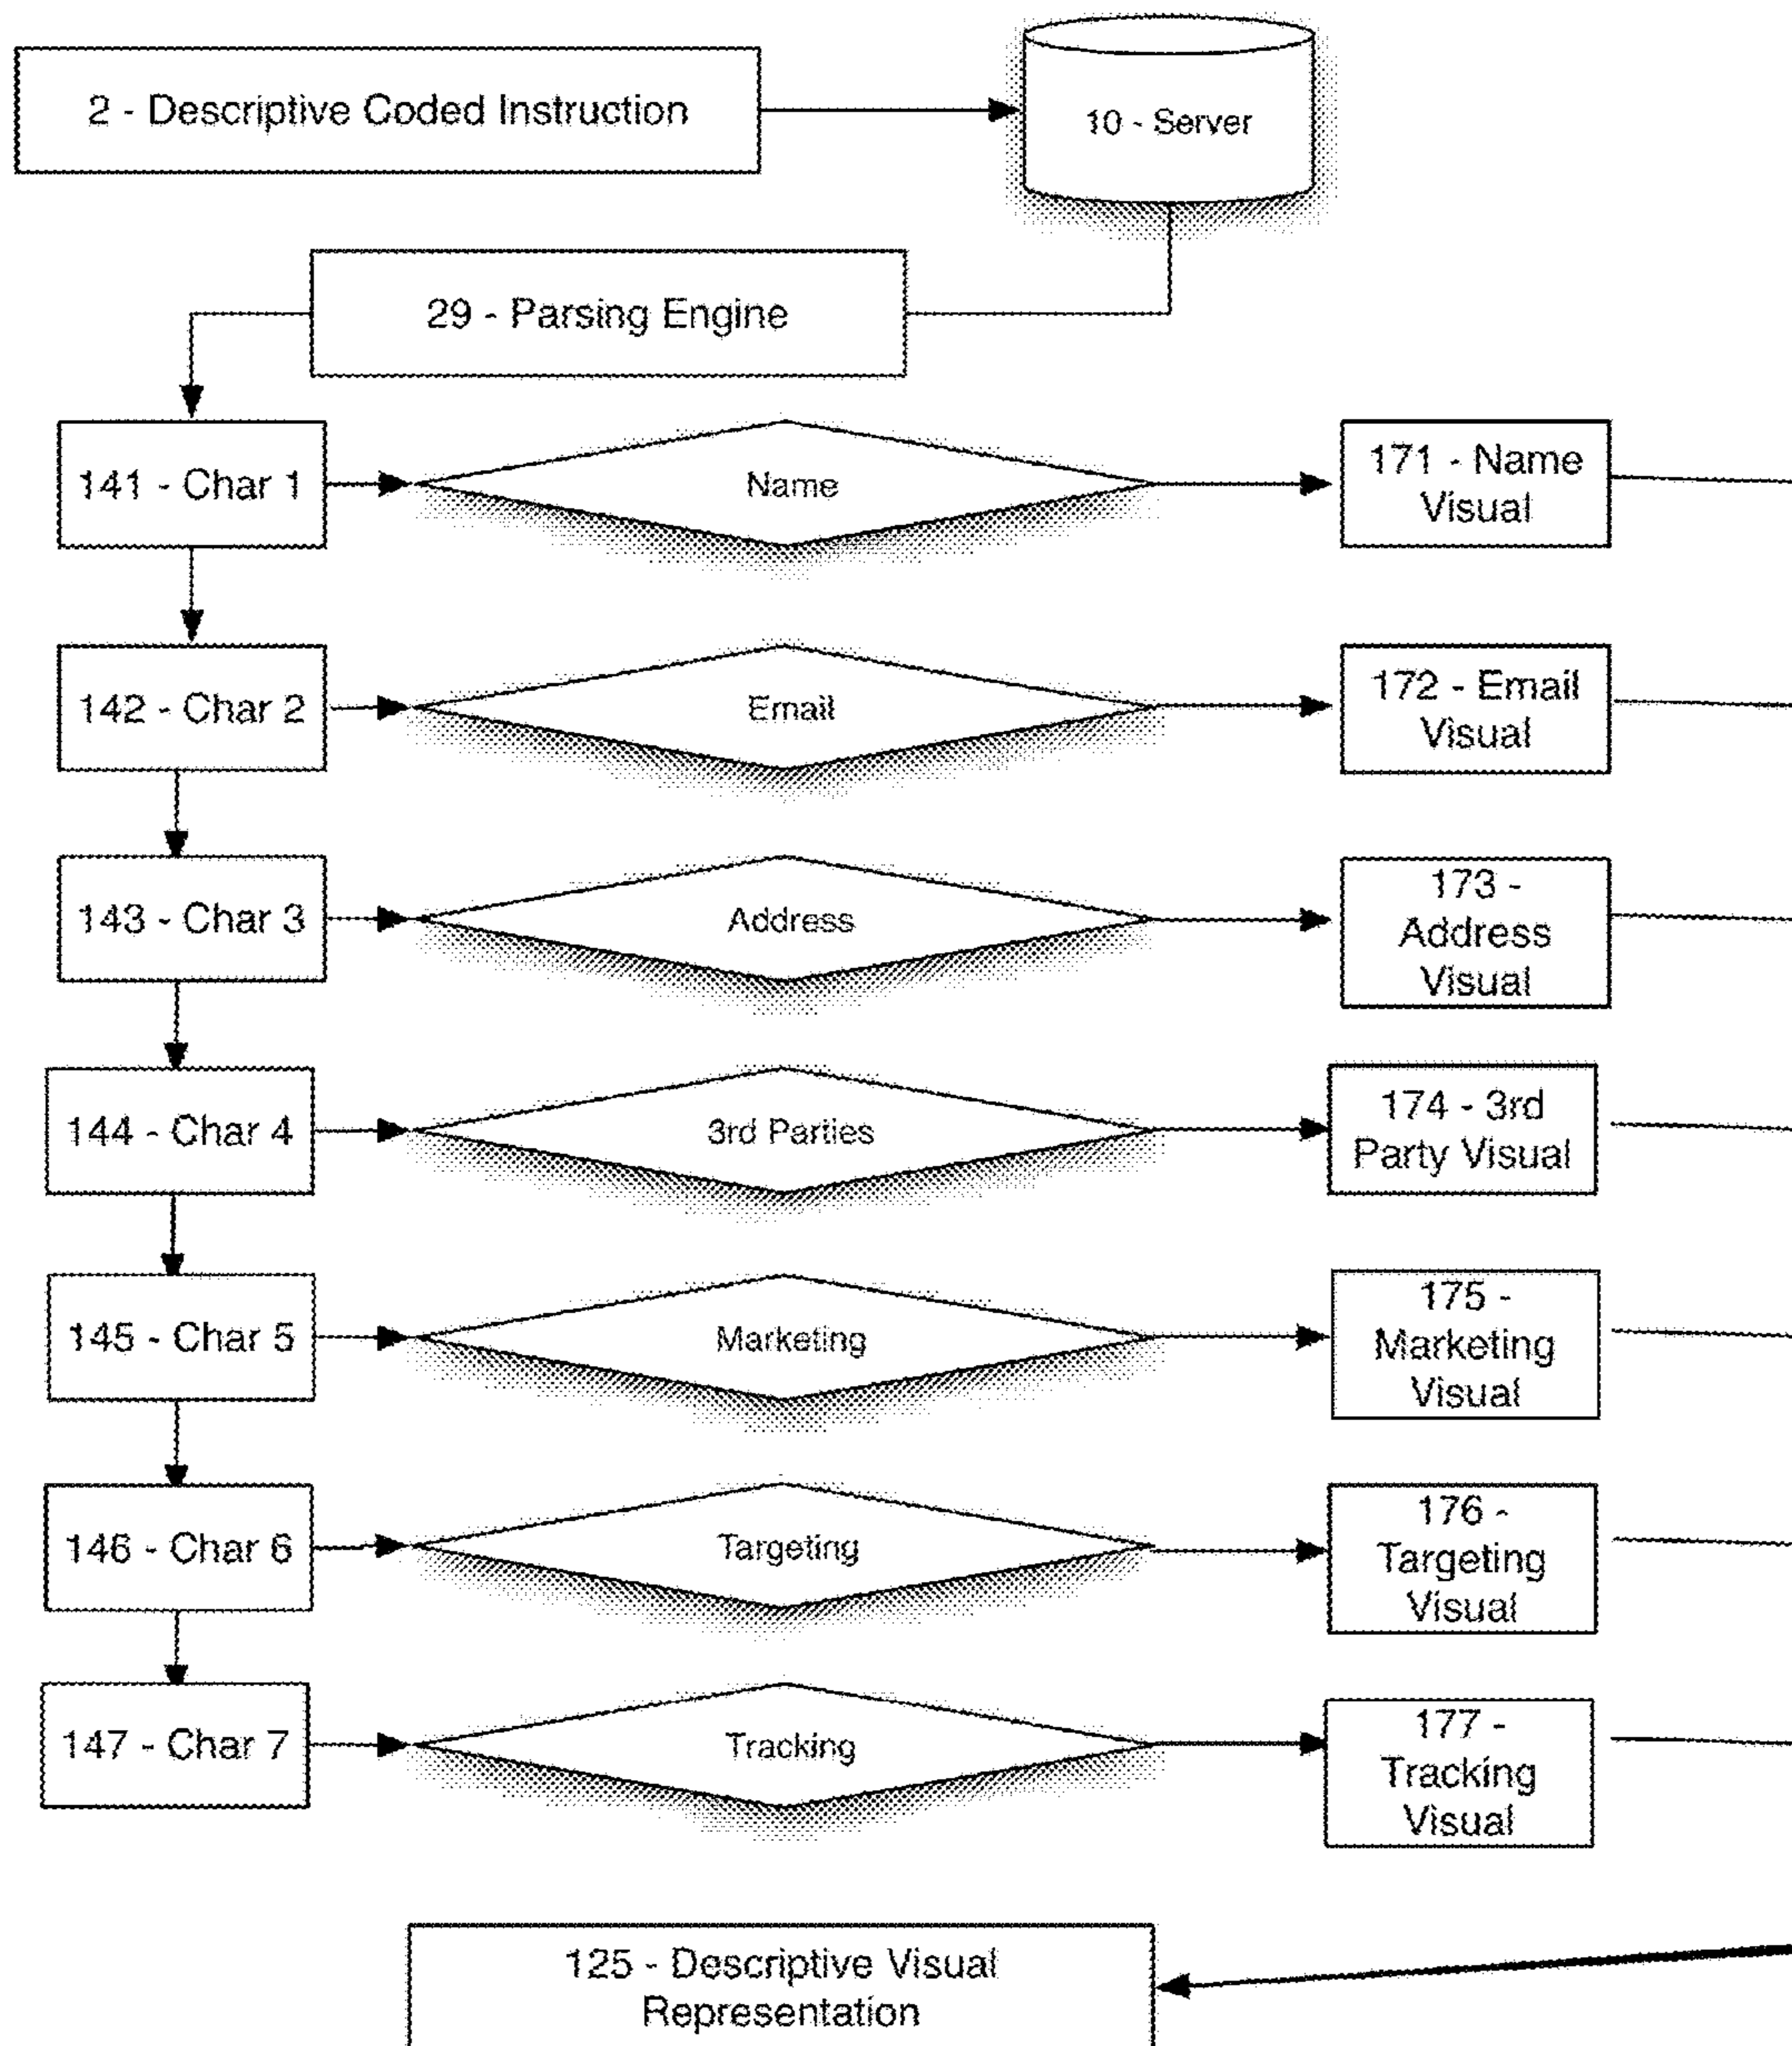 2 - Descriptive Coded Instruction
10 - Server
29 - Parsing Engine
141 - Char 1
Name
171 - Name
Visual
142 - Char 2
Email
172 - Email
Visual
143 - Char 3
Address
173 -
Address
Visual
144 - Char 4
3rd Parties
174 - 3rd
Party Visual
145 - Char 5
Marketing
175 -
Marketing
Visual
146 - Char 6
Targeting
176 -
Targeting
Visual
147 - Char 7
Tracking
177 -
Tracking
Visual
125 - Descriptive Visual
Representation